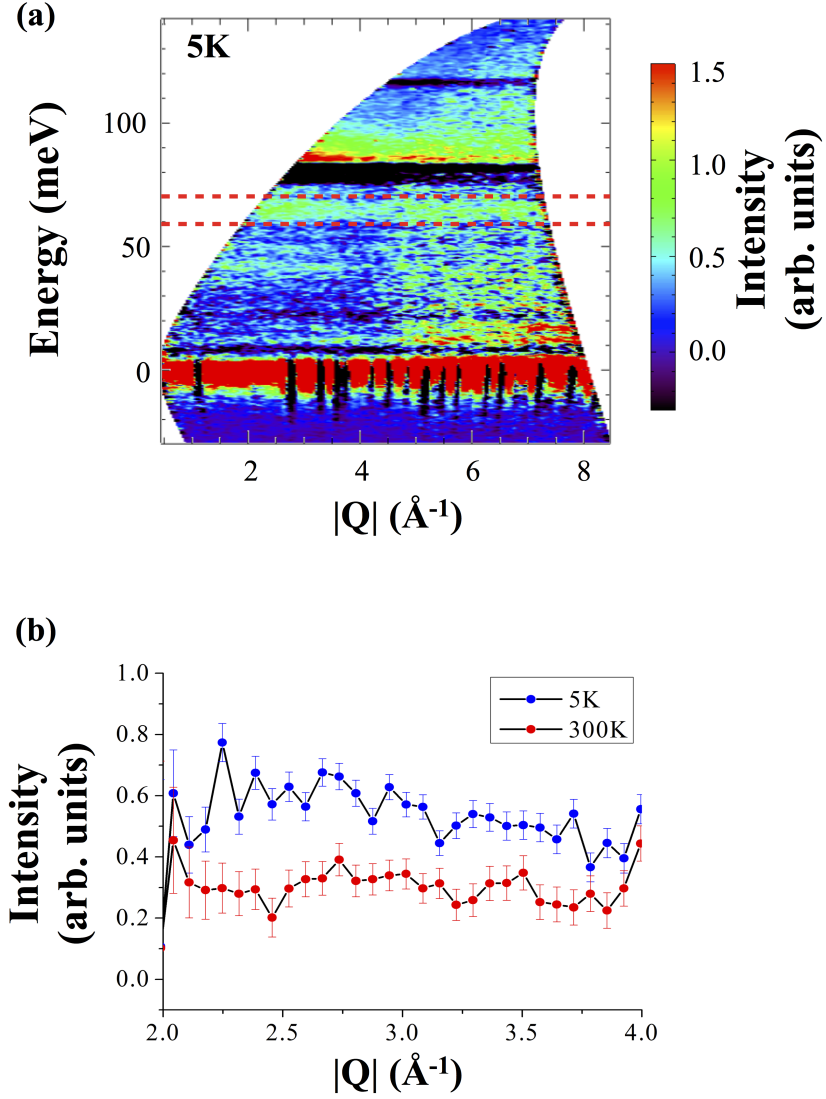 (a)
5K
Energy (meV)
100
50
0
2
4
6
8
|Q| (Å-1)
1.5
1.0
0.5
0.0
Intensity
(arb. units)
(b)
1.0
0.8
0.6
0.4
0.2
0.0
Intensity
(arb. units)
5K
300K
2.0
2.5
3.0
3.5
4.0
|Q| (Å-1)